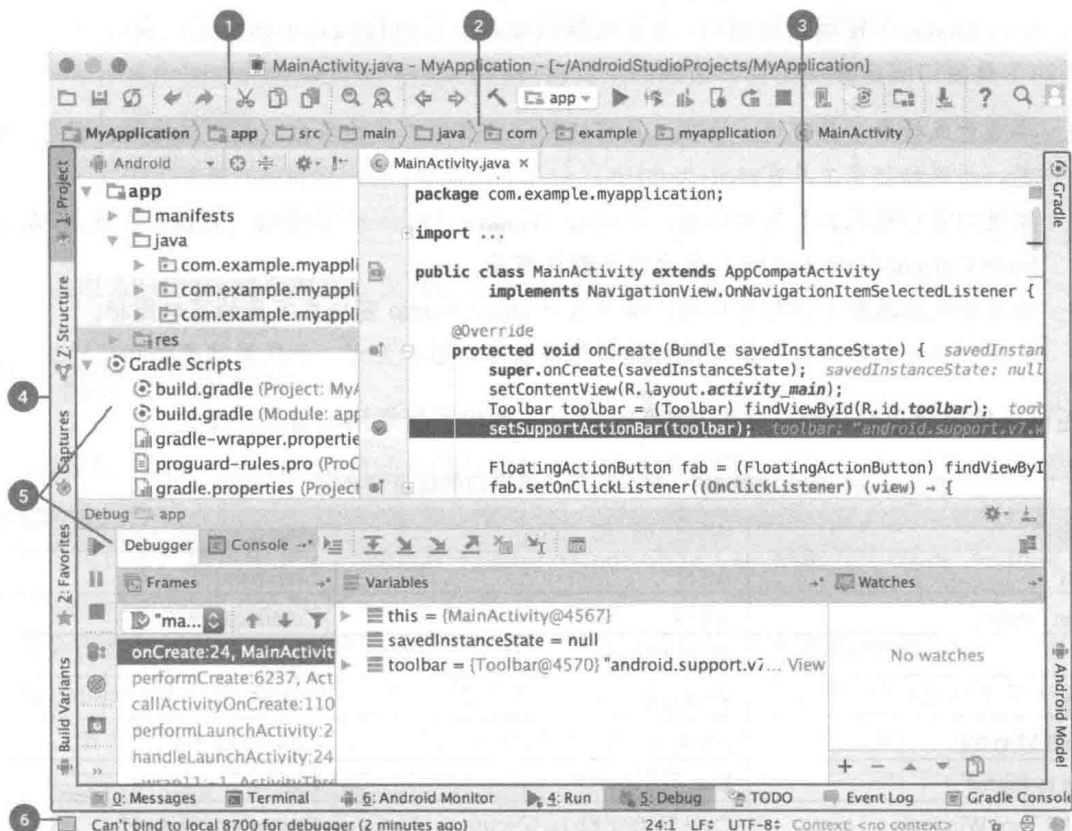 1 2 3
MainActivity.java - MyApplication - [~/AndroidStudioProjects/MyApplication]
app
?
MyApplication app src main java com example myapplication MainActivity
1: Project
Android
MainActivity.java ×
Gradle
app
manifests
java
com.example.myappli
com.example.myappli
com.example.myappli
res
Gradle Scripts
build.gradle (Project: MyA
build.gradle (Module: app
gradle-wrapper.propertie
proguard-rules.pro (ProC
gradle.properties (Project
package com.example.myapplication;
import ...
public class MainActivity extends AppCompatActivity
implements NavigationView.OnNavigationItemSelectedListener {
@Override
protected void onCreate(Bundle savedInstanceState) { savedInstan
super.onCreate(savedInstanceState); savedInstanceState: null
setContentView(R.layout.activity_main);
Toolbar toolbar = (Toolbar) findViewById(R.id.toolbar); tool
setSupportActionBar(toolbar); toolbar: "android.support.v7.w
FloatingActionButton fab = (FloatingActionButton) findViewByI
fab.setOnClickListener((OnClickListener) (view) → {
Z: Structure
4
Captures
5
2: Favorites
Build Variants
Debug app
Debugger Console
Frames
Variables
Watches
"ma...
onCreate:24, MainActivit
performCreate:6237, Act
callActivityOnCreate:110
performLaunchActivity:2
handleLaunchActivity:24
-wrap11:-1, ActivityThre
this = {MainActivity@4567}
savedInstanceState = null
toolbar = {Toolbar@4570} "android.support.v7... View
No watches
Android Model
0: Messages Terminal 6: Android Monitor 4: Run 5: Debug TODO Event Log Gradle Console
6
Can't bind to local 8700 for debugger (2 minutes ago) 24:1 LF UTF-8 Context: <no context>